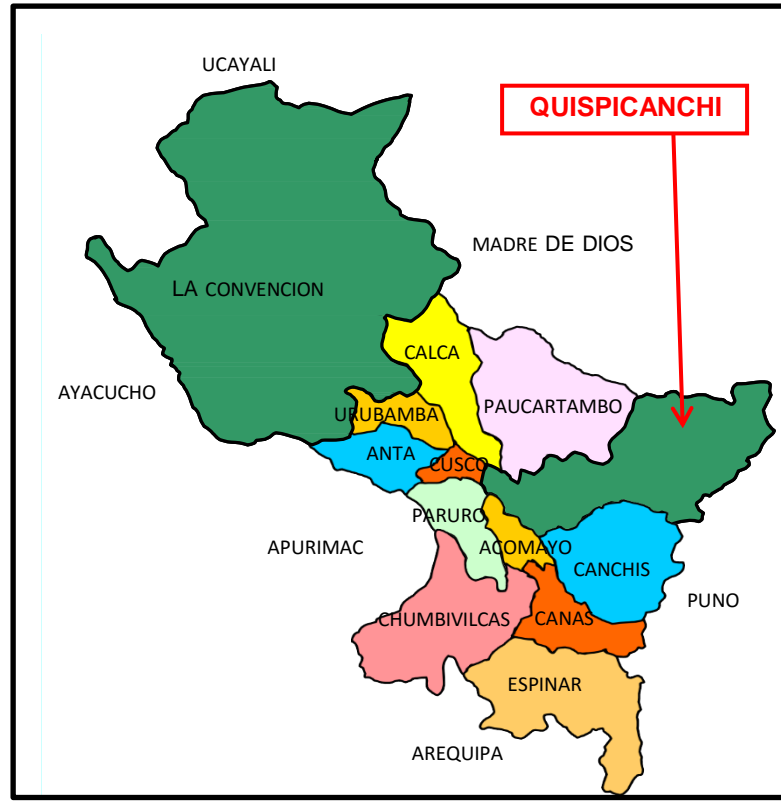 UCAYALI
QUISPICANCHI
MADRE DE DIOS
LA CONVENCION
CALCA
AYACUCHO
URUBAMBA
PAUCARTAMBO
ANTA
CUSCO
PARURO
APURIMAC
ACOMAYO
CANCHIS
PUNO
CHUMBIVILCAS
CANAS
ESPINAR
AREQUIPA